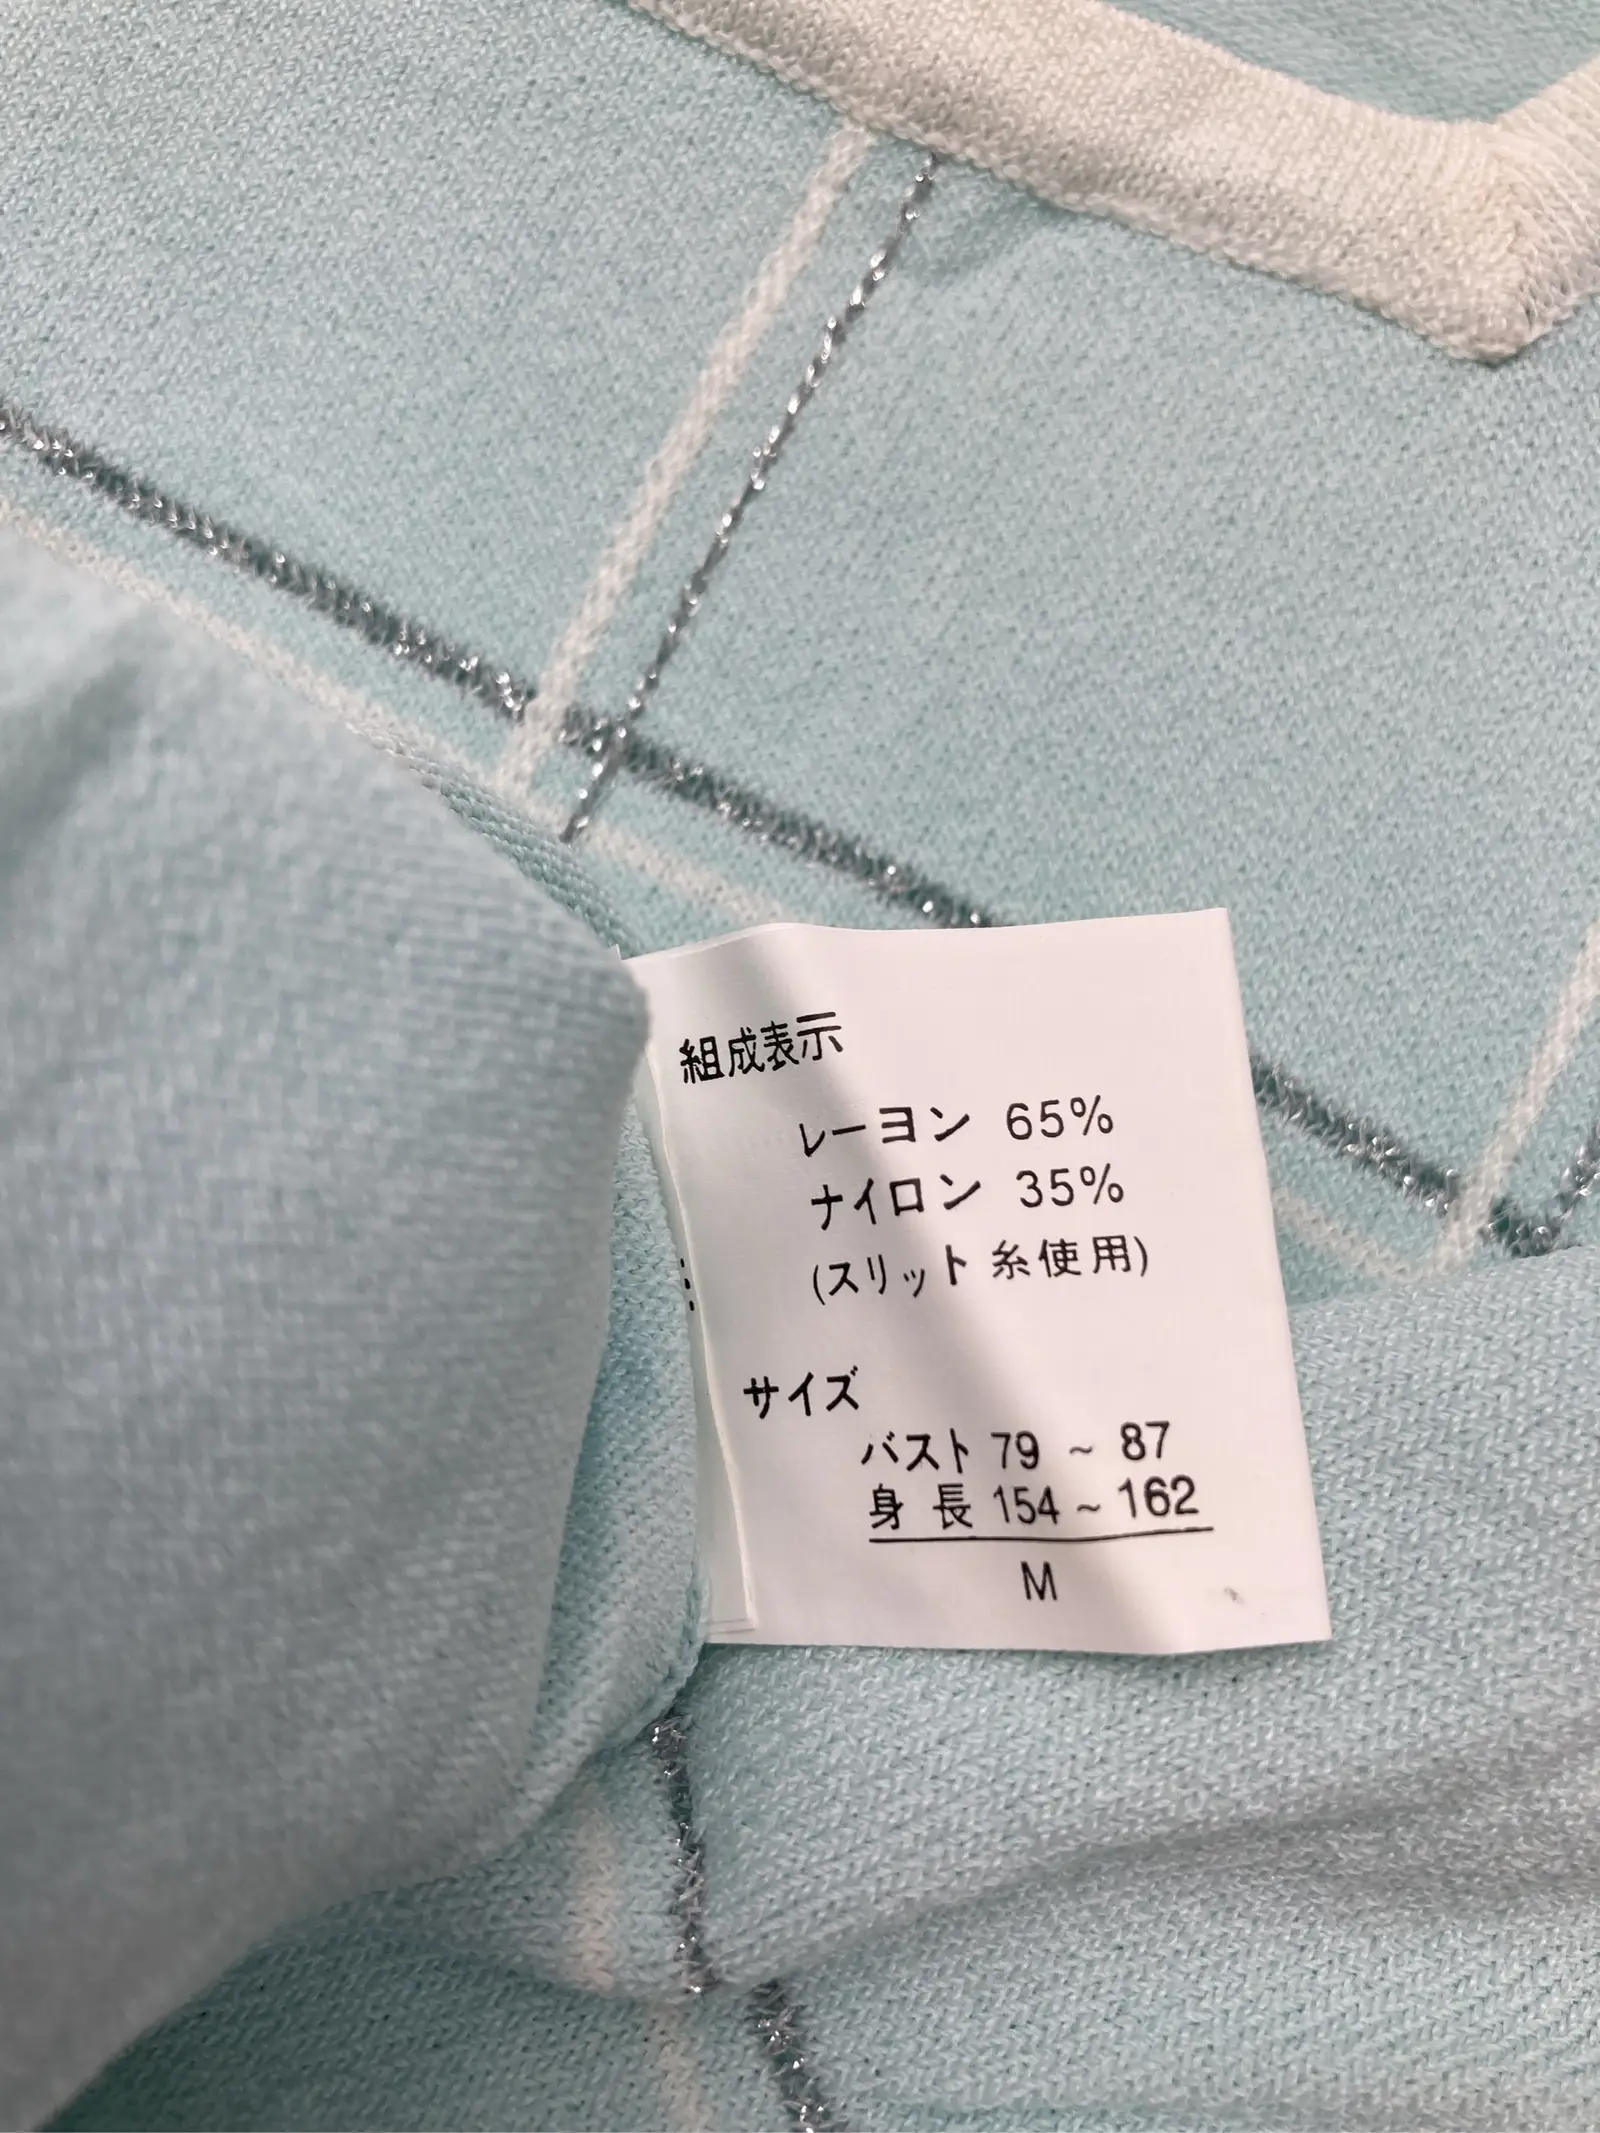 組成表示
レーヨン 65%
ナイロン 35%
(スリット糸使用)
サイズ
バスト 79 ~ 87
身長 154 ~ 162
M